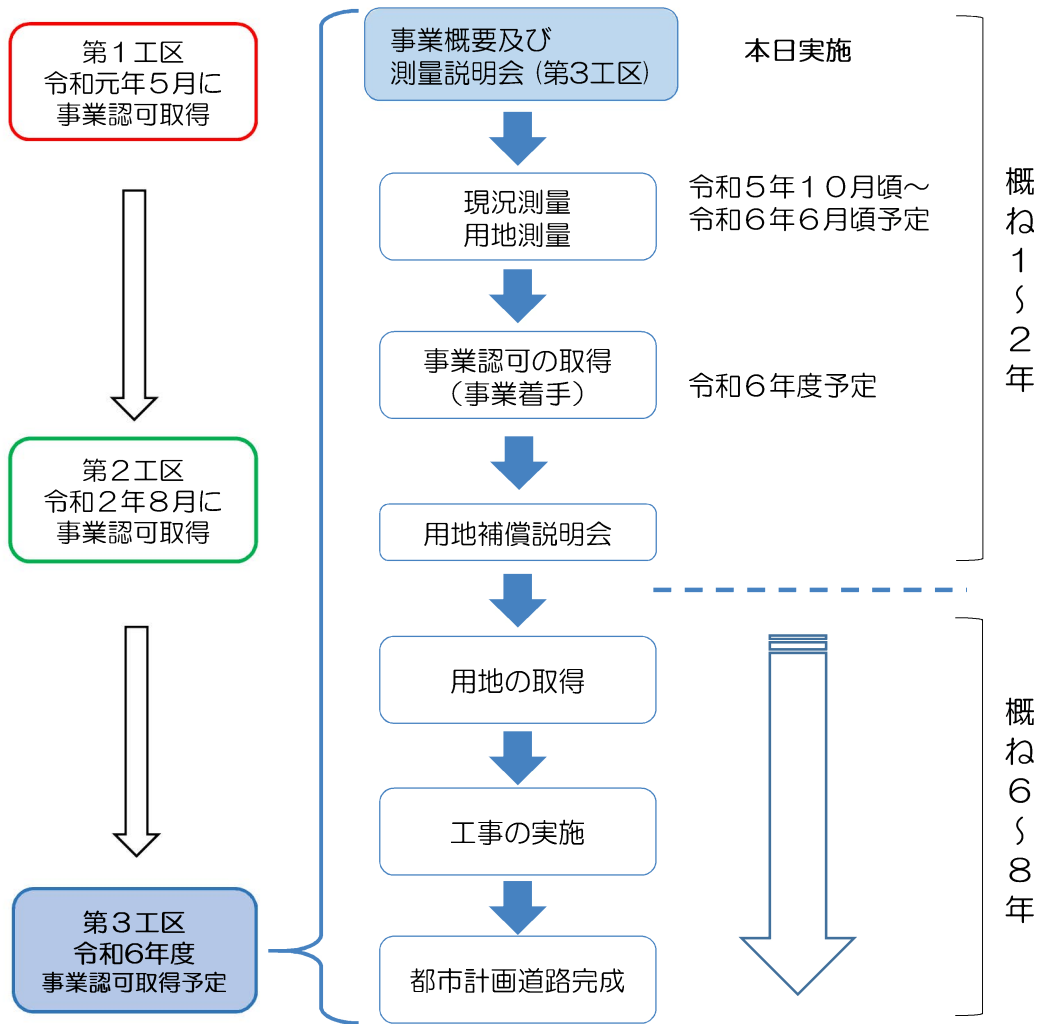 第１工区
令和元年５月に
事業認可取得
第２工区
令和２年８月に
事業認可取得
第３工区
令和６年度
事業認可取得予定
事業概要及び
測量説明会（第３工区）
本日実施
現況測量
用地測量
令和５年１０月頃～
令和６年６月頃予定
事業認可の取得
（事業着手）
令和６年度予定
用地補償説明会
概ね１～２年
用地の取得
工事の実施
都市計画道路完成
概ね６～８年